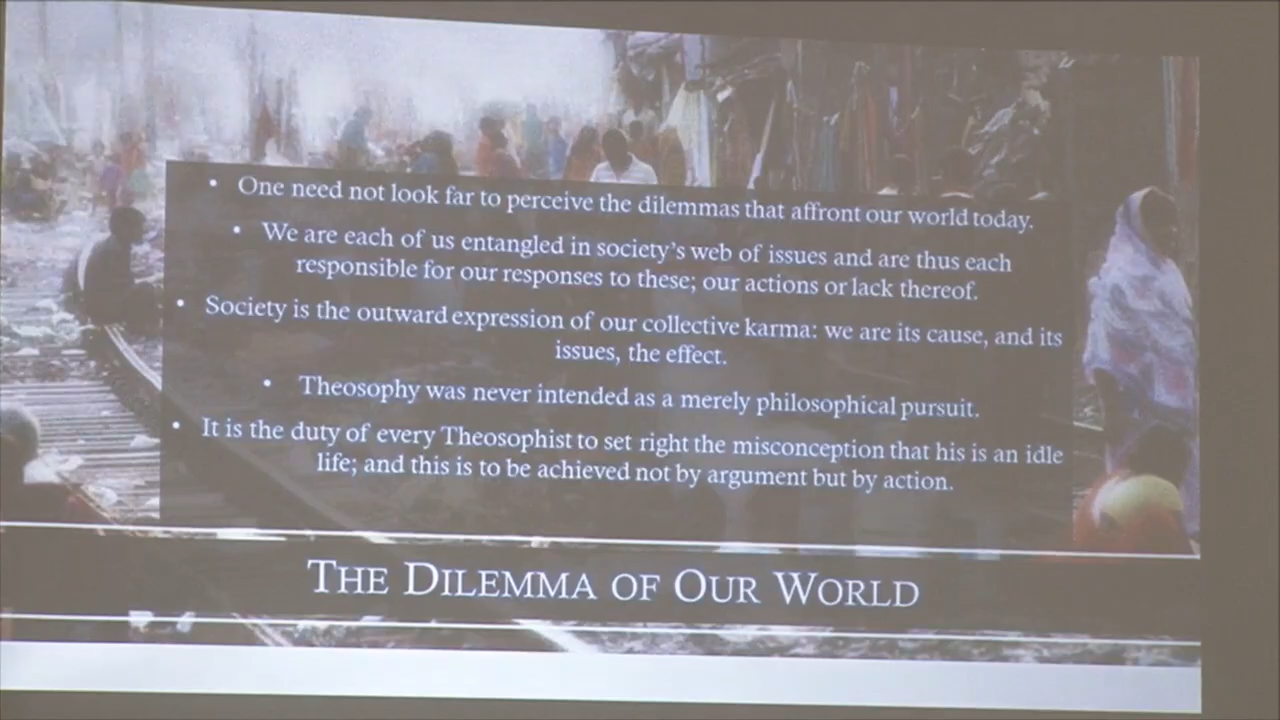 • One need not look far to perceive the dilemmas that affront our world today.
• We are each of us entangled in society's web of issues and are thus each
responsible for our responses to these; our actions or lack thereof.
• Society is the outward expression of our collective karma: we are its cause, and its
issues, the effect.
• Theosophy was never intended as a merely philosophical pursuit.
• It is the duty of every Theosophist to set right the misconception that his is an idle
life; and this is to be achieved not by argument but by action.
THE DILEMMA OF OUR WORLD